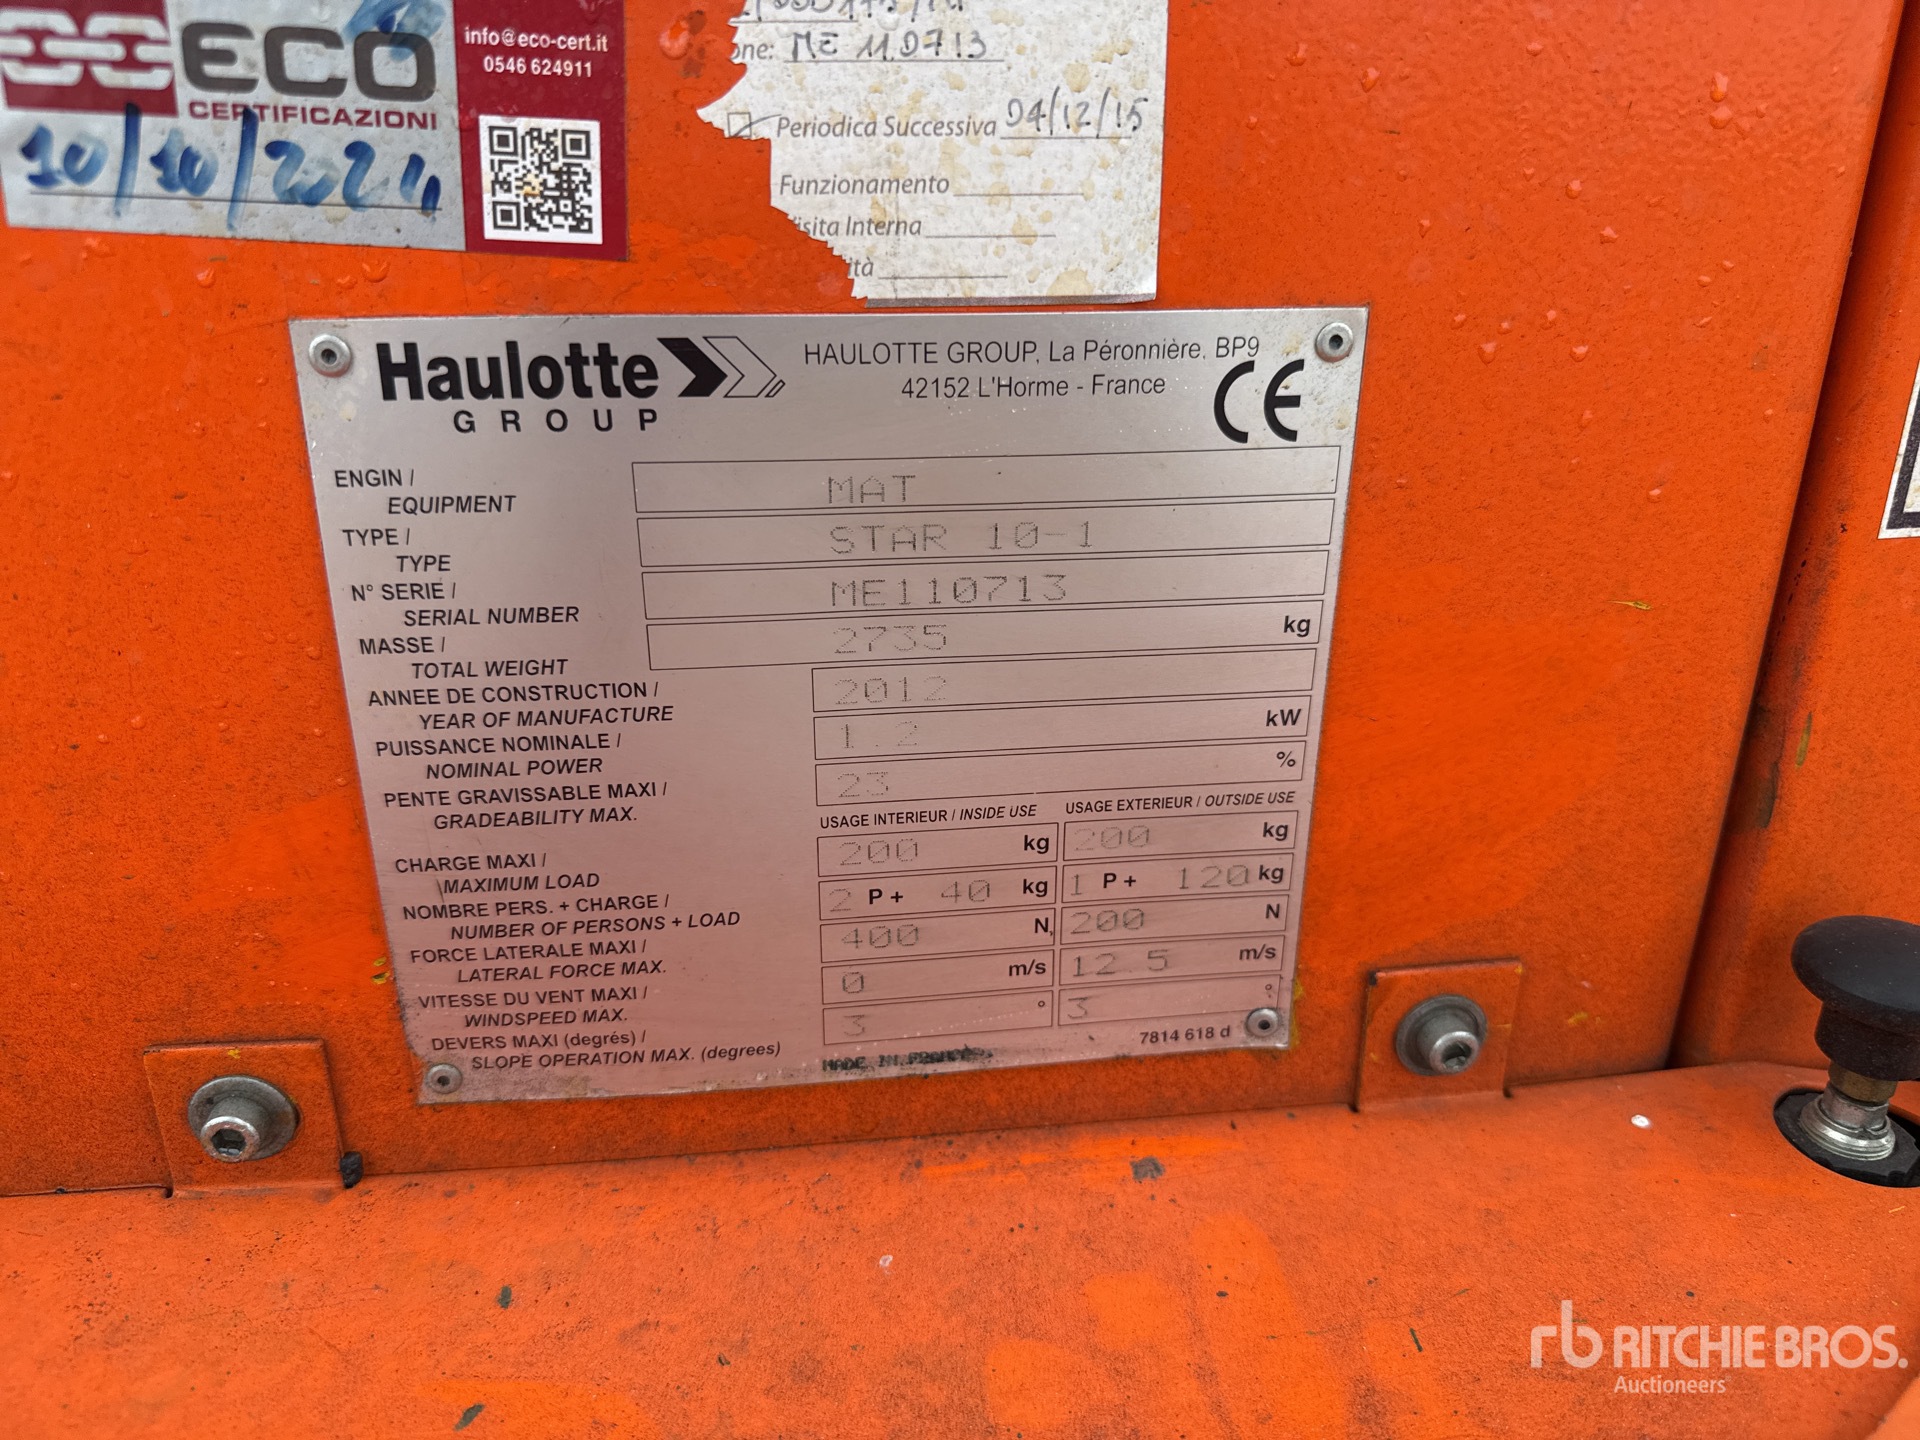 ECO
CERTIFICAZIONI
10/10/2024
info@eco-cert.it
0546 624911
one: ME 110713
Periodica Successiva 04/12/15
Funzionamento
isita Interna
ità
Haulotte
GROUP
HAULOTTE GROUP, La Péronnière, BP9
42152 L'Horme - France
CE
ENGIN /
EQUIPMENT
MAT
TYPE /
TYPE
STAR 10-1
N° SERIE /
SERIAL NUMBER
ME110713
MASSE /
TOTAL WEIGHT
2735 kg
ANNEE DE CONSTRUCTION /
YEAR OF MANUFACTURE
2012
PUISSANCE NOMINALE /
NOMINAL POWER
1.2 kW
PENTE GRAVISSABLE MAXI /
GRADEABILITY MAX.
23 %
USAGE INTERIEUR / INSIDE USE
USAGE EXTERIEUR / OUTSIDE USE
CHARGE MAXI /
MAXIMUM LOAD
200 kg
200 kg
NOMBRE PERS. + CHARGE /
NUMBER OF PERSONS + LOAD
2 P + 40 kg
1 P + 120 kg
FORCE LATERALE MAXI /
LATERAL FORCE MAX.
400 N,
200 N
VITESSE DU VENT MAXI /
WINDSPEED MAX.
0 m/s
12.5 m/s
DEVERS MAXI (degrés) /
SLOPE OPERATION MAX. (degrees)
3 °
3 °
MADE IN FRANCE
7814 618 d
rb RITCHIE BROS.
Auctioneers